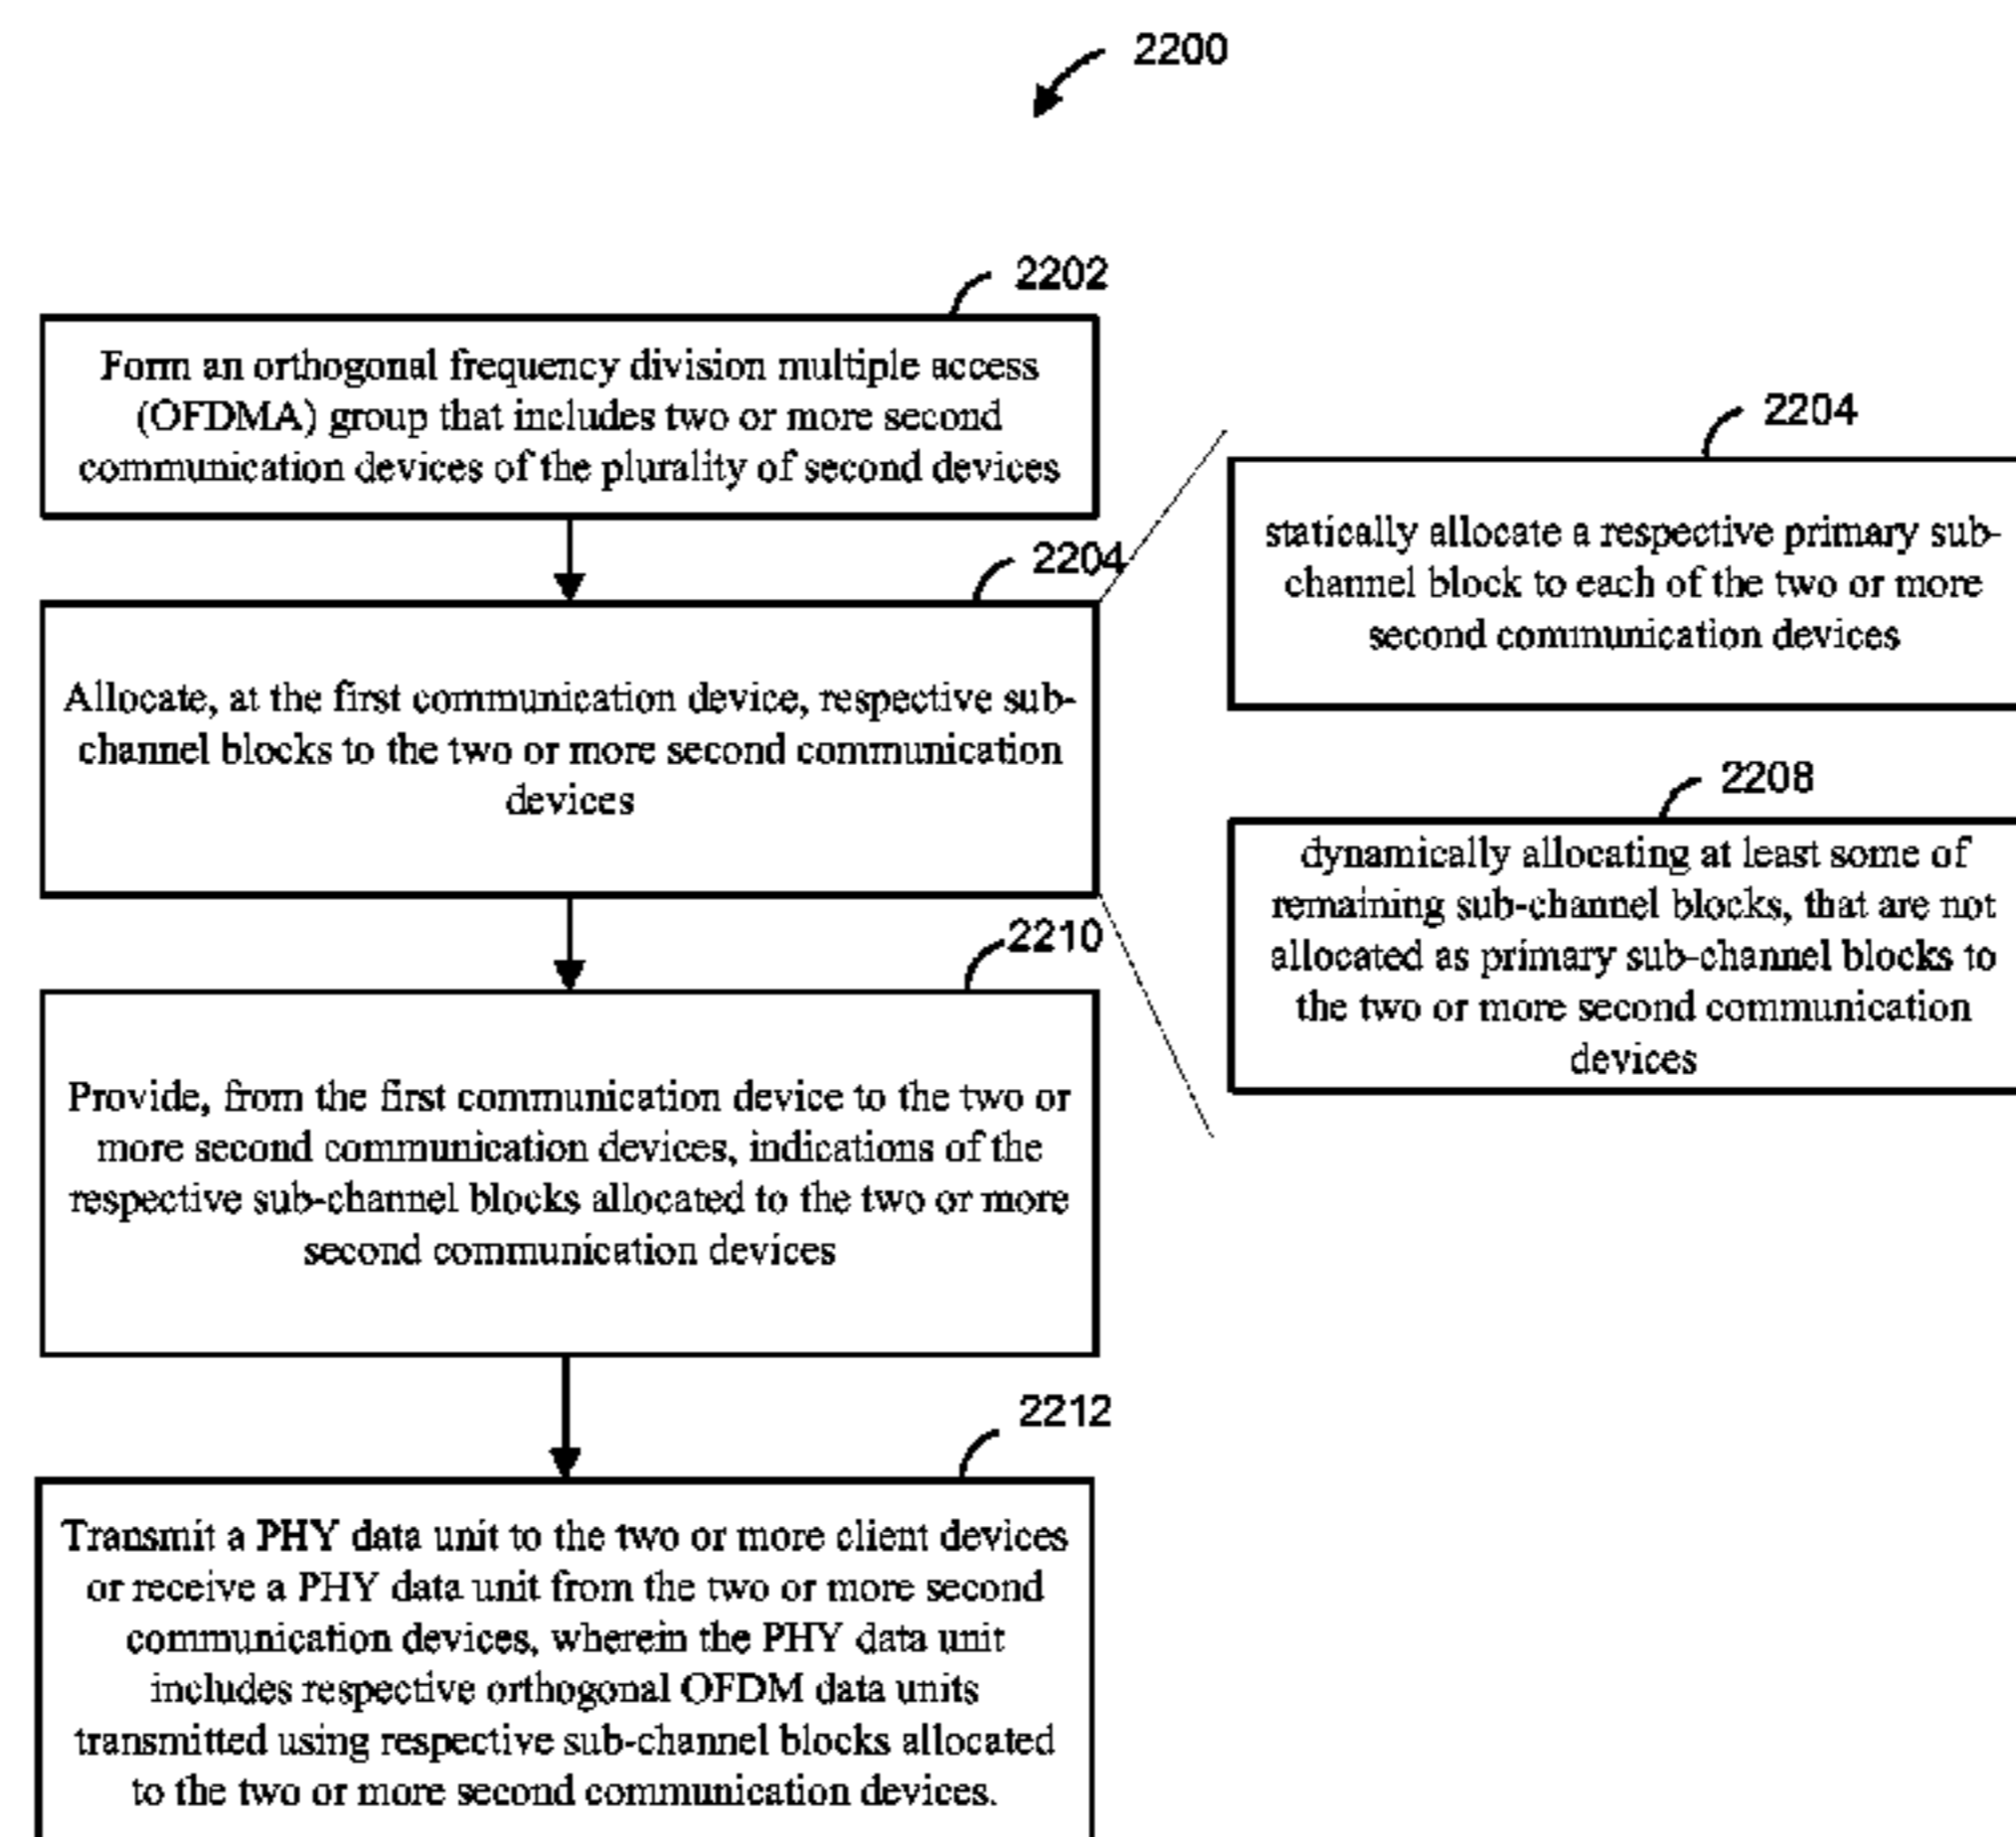 2200
2202
Form an orthogonal frequency division multiple access
(OFDMA) group that includes two or more second
communication devices of the plurality of second devices
2204
Allocate, at the first communication device, respective sub-
channel blocks to the two or more second communication
devices
2204
statically allocate a respective primary sub-
channel block to each of the two or more
second communication devices
2208
dynamically allocating at least some of
remaining sub-channel blocks, that are not
allocated as primary sub-channel blocks to
the two or more second communication
devices
2210
Provide, from the first communication device to the two or
more second communication devices, indications of the
respective sub-channel blocks allocated to the two or more
second communication devices
2212
Transmit a PHY data unit to the two or more client devices
or receive a PHY data unit from the two or more second
communication devices, wherein the PHY data unit
includes respective orthogonal OFDM data units
transmitted using respective sub-channel blocks allocated
to the two or more second communication devices.